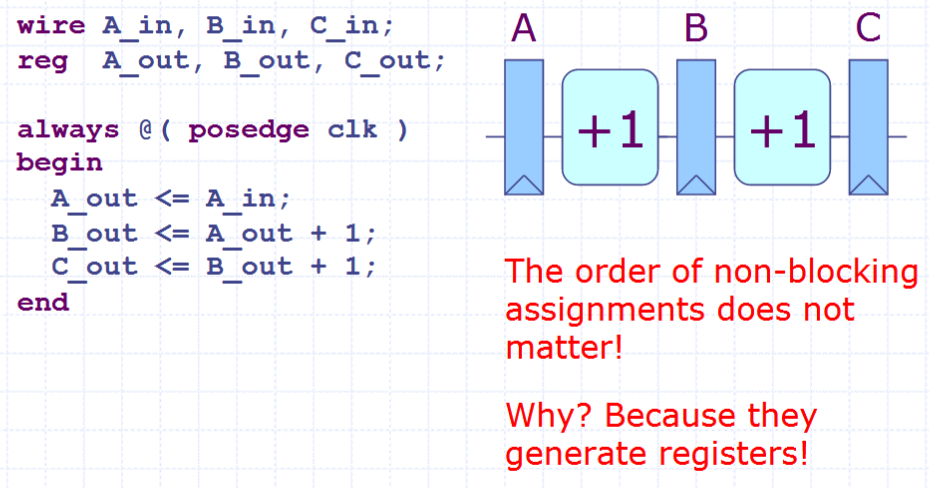 wire A_in, B_in, C_in;
reg  A_out, B_out, C_out;
always @( posedge clk )
begin
  A_out <= A_in;
  B_out <= A_out + 1;
  C_out <= B_out + 1;
end
A B C
+1 +1
The order of non-blocking
assignments does not
matter!
Why? Because they
generate registers!